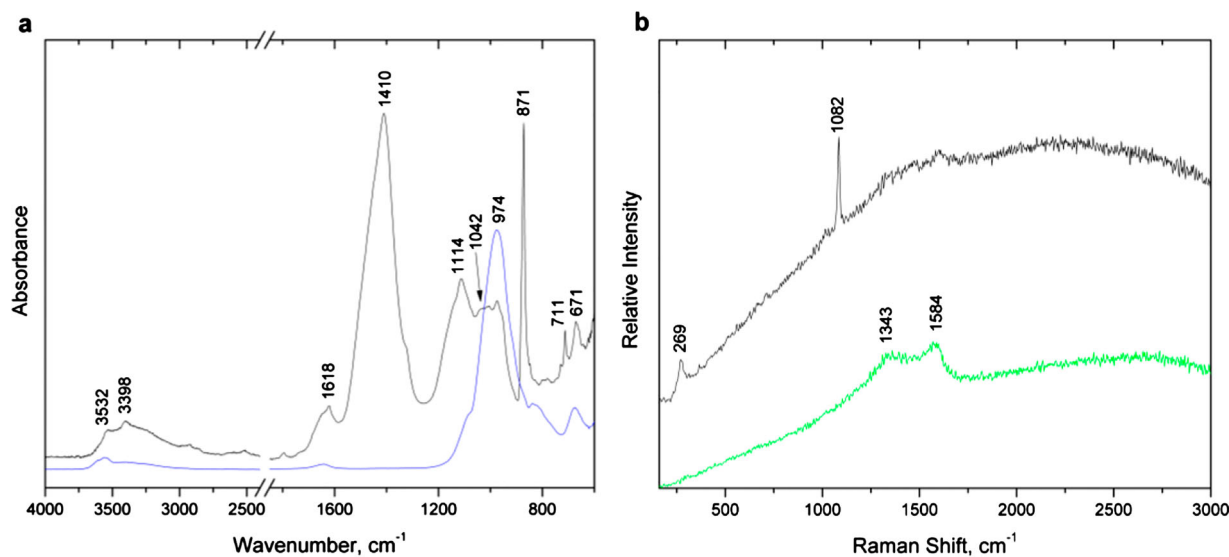 a
Absorbance
3532
3398
1618
1410
1114
1042
974
871
711
671
4000 3500 3000 2500 1600 1200 800
Wavenumber, cm-1
b
Relative Intensity
269
1082
1343
1584
500 1000 1500 2000 2500 3000
Raman Shift, cm-1